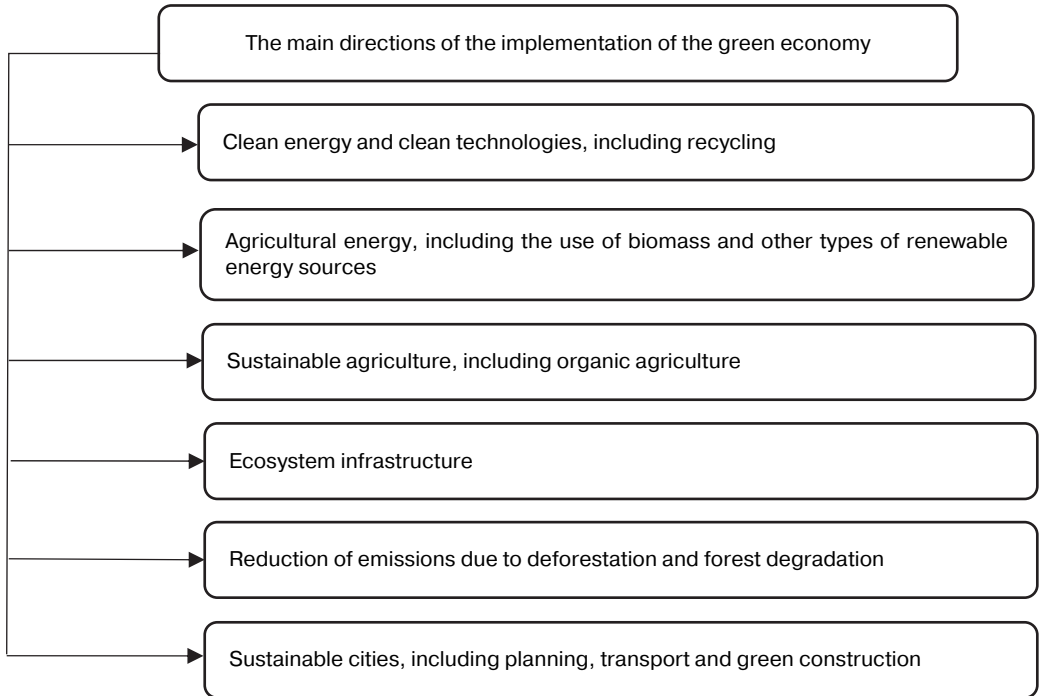 The main directions of the implementation of the green economy
Clean energy and clean technologies, including recycling
Agricultural energy, including the use of biomass and other types of renewable
energy sources
Sustainable agriculture, including organic agriculture
Ecosystem infrastructure
Reduction of emissions due to deforestation and forest degradation
Sustainable cities, including planning, transport and green construction